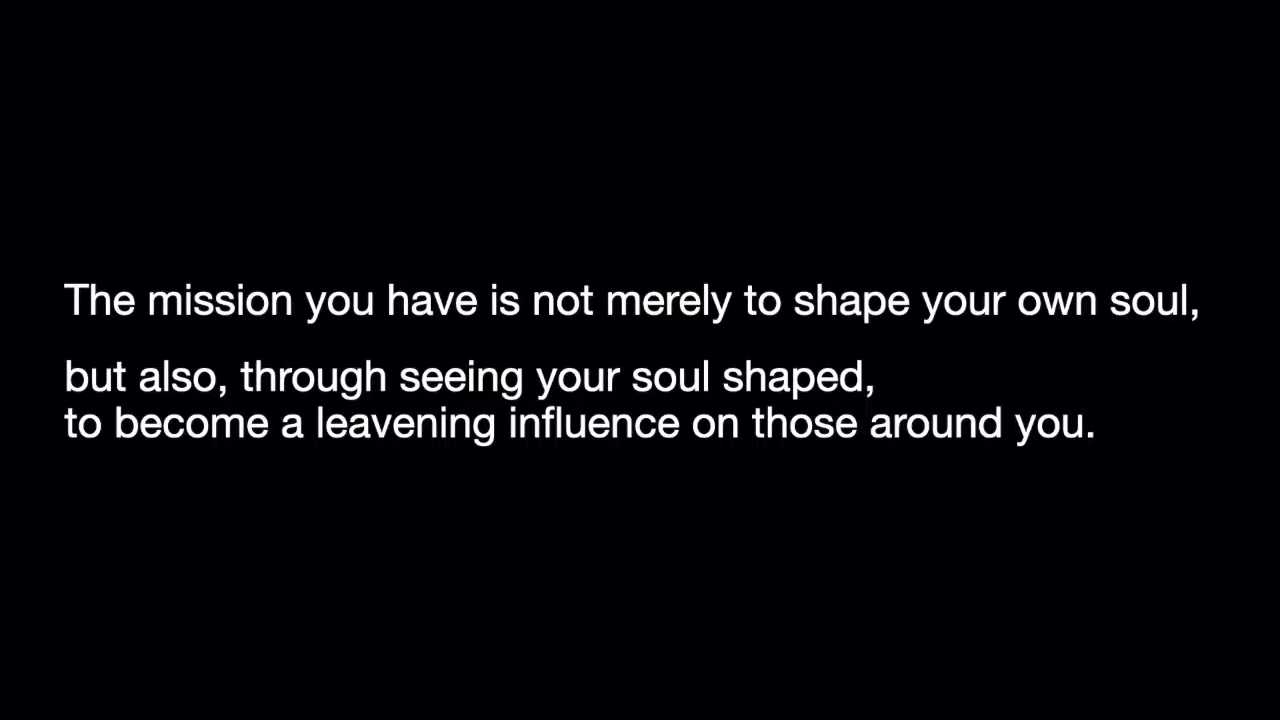 The mission you have is not merely to shape your own soul,
but also, through seeing your soul shaped,
to become a leavening influence on those around you.